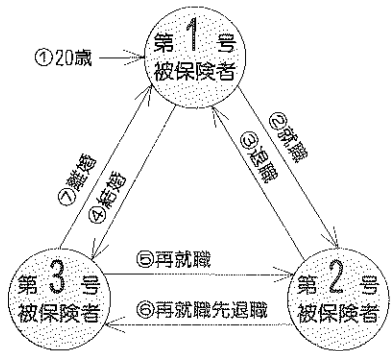 第1号
被保険者
①20歳
②就職
③退職
④結婚
⑦離婚
⑤再就職
⑥再就職先退職
第3号
被保険者
第2号
被保険者